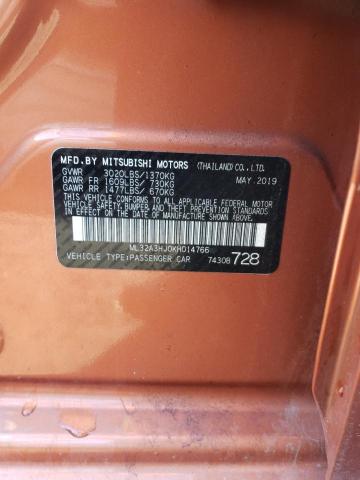 MFD.BY MITSUBISHI MOTORS (THAILAND)CO.,LTD.
GVWR 3020LBS/1370KG
GAWR FR 1609LBS/ 730KG MAY.2019
GAWR RR 1477LBS/ 670KG
THIS VEHICLE CONFORMS TO ALL APPLICABLE FEDERAL MOTOR
VEHICLE SAFETY,BUMPER,AND THEFT PREVENTION STANDARDS
IN EFFECT ON THE DATE OF MANUFACTURE SHOWN ABOVE.
ML32A3HJ0KH014766
VEHICLE TYPE:PASSENGER CAR 74308 728